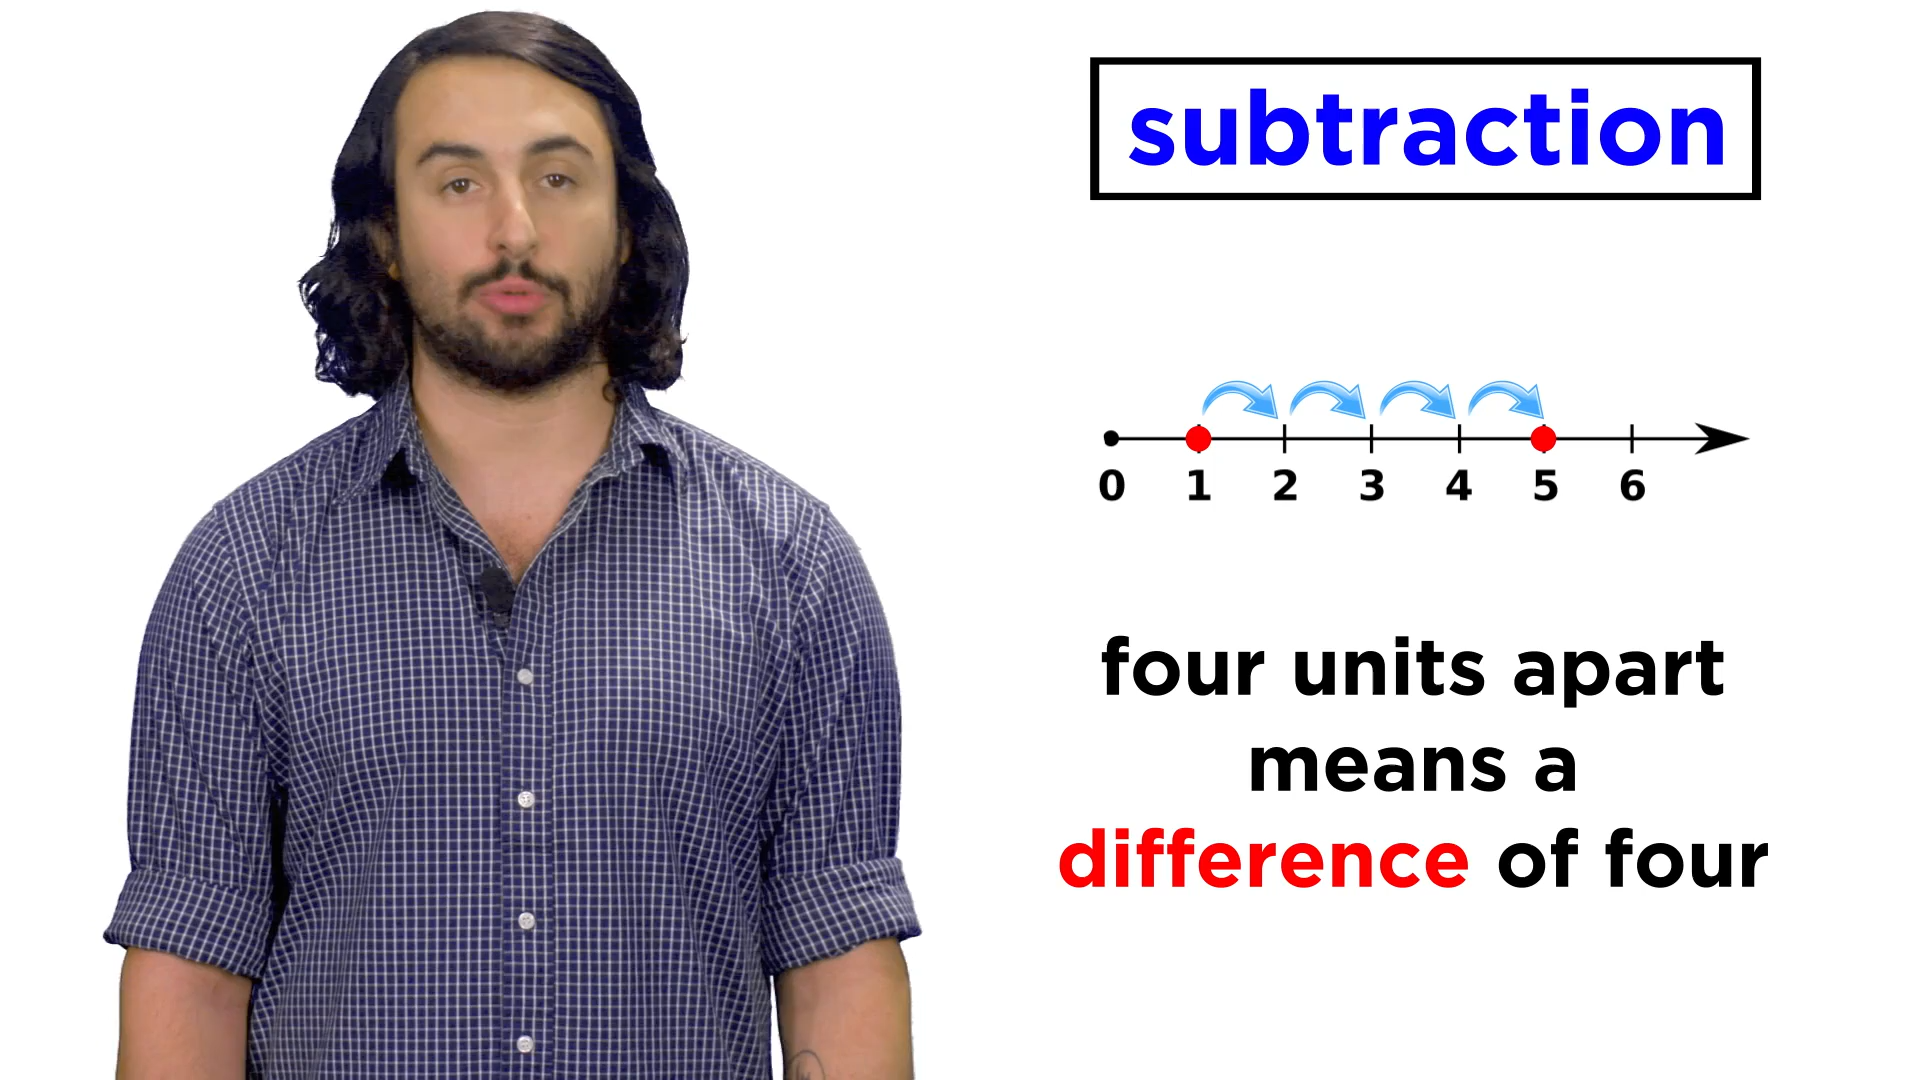 subtraction
0 1 2 3 4 5 6
four units apart
means a
difference of four